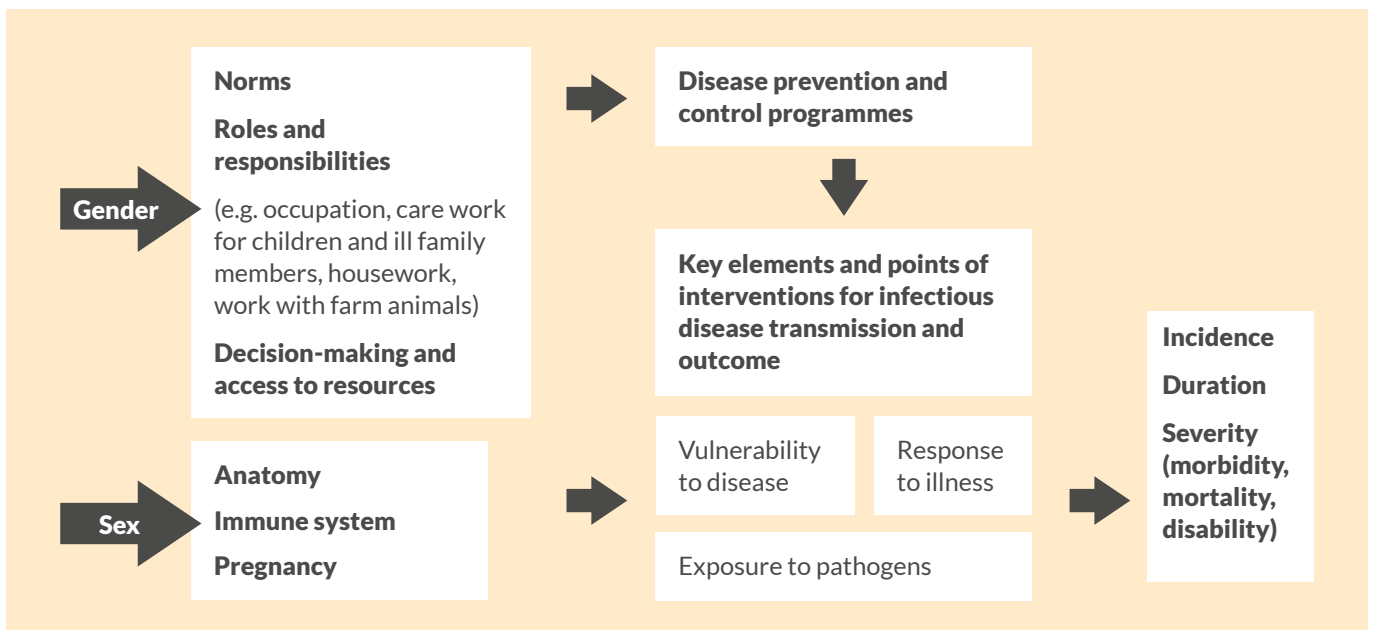 Gender
Norms
Roles and
responsibilities
(e.g. occupation, care work
for children and ill family
members, housework,
work with farm animals)
Decision-making and
access to resources
Sex
Anatomy
Immune system
Pregnancy
Disease prevention and
control programmes
Key elements and points of
interventions for infectious
disease transmission and
outcome
Vulnerability
to disease
Response
to illness
Exposure to pathogens
Incidence
Duration
Severity
(morbidity,
mortality,
disability)